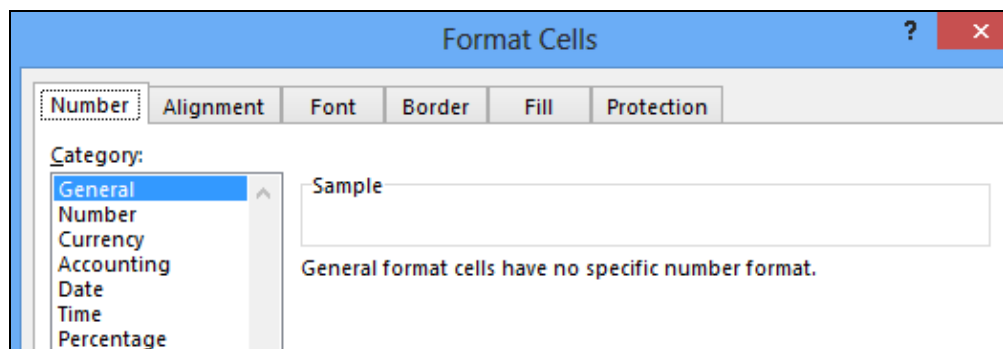 Format Cells
?
Number Alignment Font Border Fill Protection
Category:
General
Number
Currency
Accounting
Date
Time
Percentage
Sample
General format cells have no specific number format.